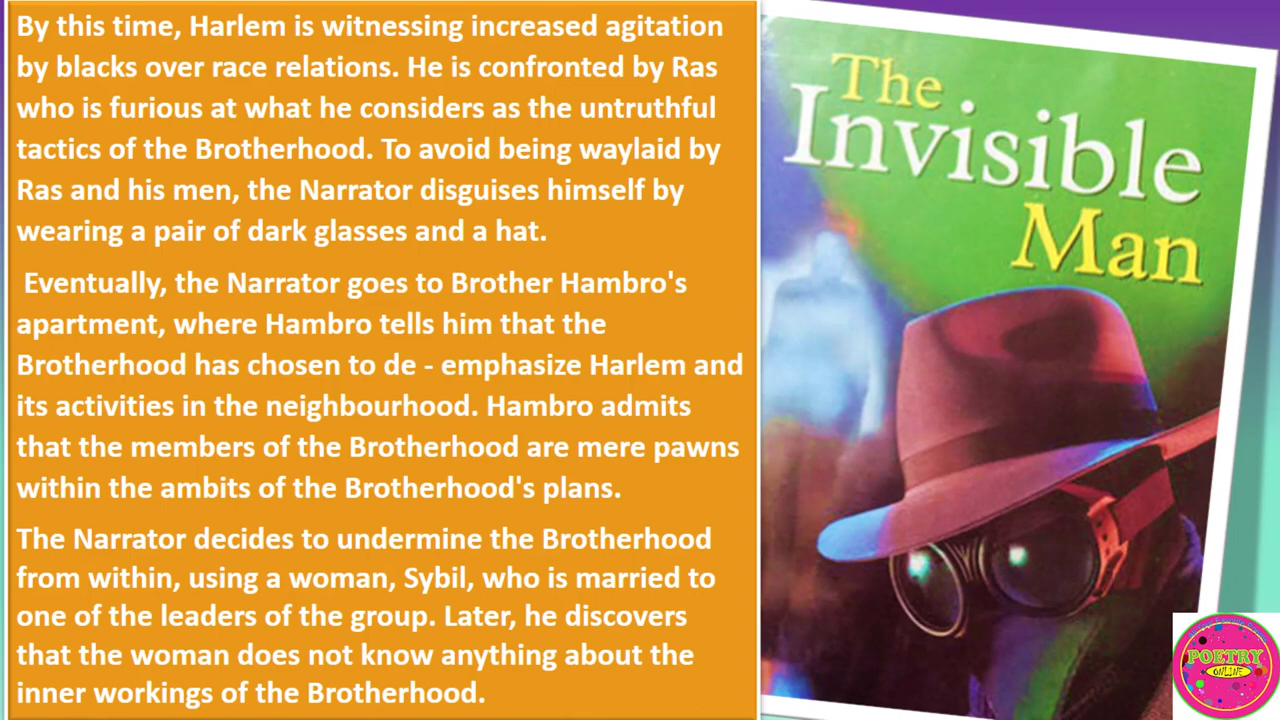 By this time, Harlem is witnessing increased agitation
by blacks over race relations. He is confronted by Ras
who is furious at what he considers as the untruthful
tactics of the Brotherhood. To avoid being waylaid by
Ras and his men, the Narrator disguises himself by
wearing a pair of dark glasses and a hat.
Eventually, the Narrator goes to Brother Hambro's
apartment, where Hambro tells him that the
Brotherhood has chosen to de - emphasize Harlem and
its activities in the neighbourhood. Hambro admits
that the members of the Brotherhood are mere pawns
within the ambits of the Brotherhood's plans.
The Narrator decides to undermine the Brotherhood
from within, using a woman, Sybil, who is married to
one of the leaders of the group. Later, he discovers
that the woman does not know anything about the
inner workings of the Brotherhood.
The
Invisible
Man
POETRY
ONLINE